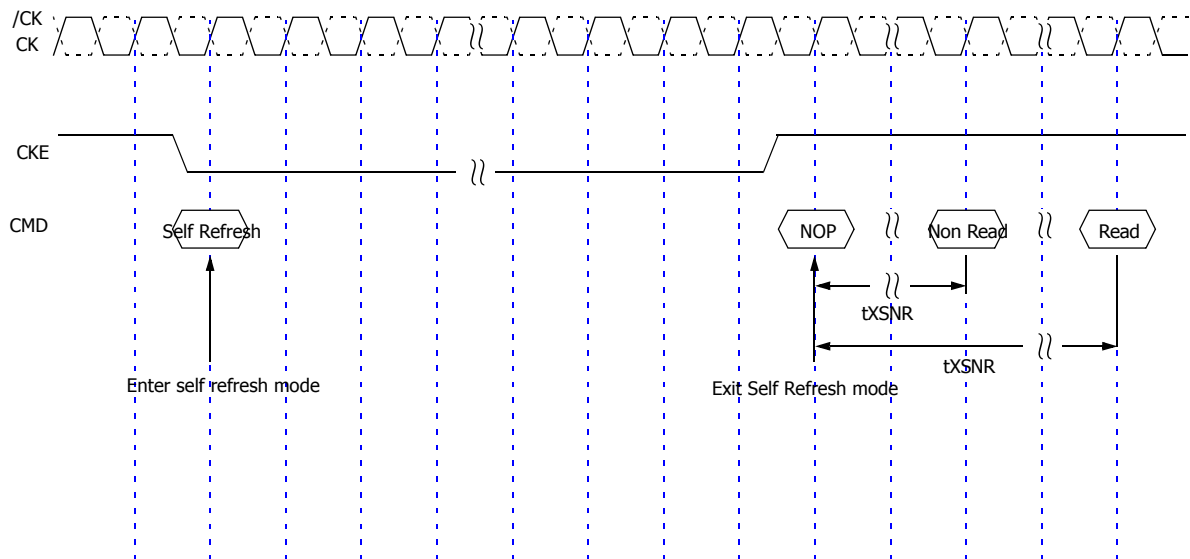 /CK
CK
CKE
CMD
Self Refresh
NOP
Non Read
Read
tXSNR
tXSNR
Enter self refresh mode
Exit Self Refresh mode